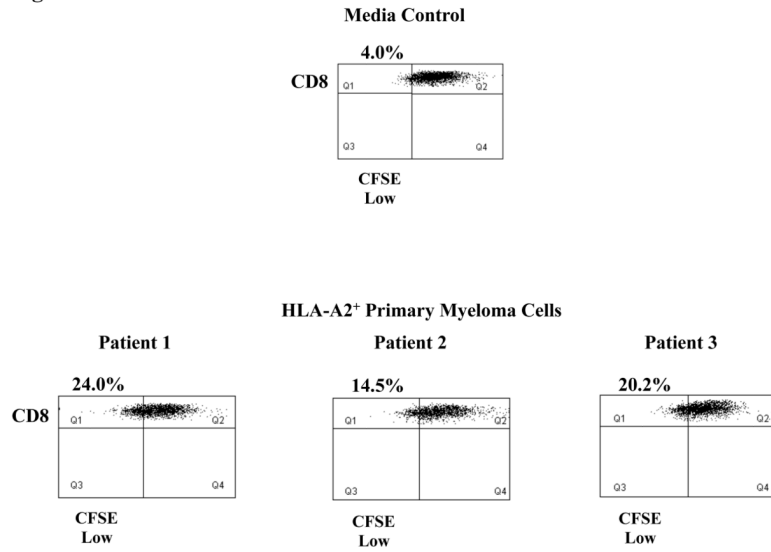 Media Control
4.0%
CD8
Q1 Q2
Q3 Q4
CFSE
Low
HLA-A2⁺ Primary Myeloma Cells
Patient 1 Patient 2 Patient 3
24.0% 14.5% 20.2%
CD8
Q1 Q2 Q1 Q2 Q1 Q2
Q3 Q4 Q3 Q4 Q3 Q4
CFSE CFSE CFSE
Low Low Low